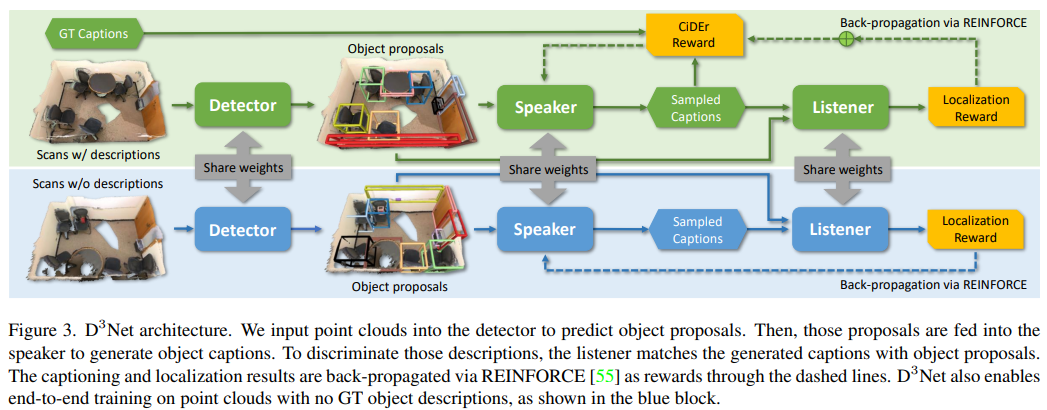 GT Captions
CiDEr
Reward
Back-propagation via REINFORCE
Object proposals
Detector
Speaker
Sampled
Captions
Listener
Localization
Reward
Scans w/ descriptions
Share weights
Share weights
Share weights
Scans w/o descriptions
Detector
Speaker
Sampled
Captions
Listener
Localization
Reward
Object proposals
Back-propagation via REINFORCE
Figure 3. D³Net architecture. We input point clouds into the detector to predict object proposals. Then, those proposals are fed into the
speaker to generate object captions. To discriminate those descriptions, the listener matches the generated captions with object proposals.
The captioning and localization results are back-propagated via REINFORCE [55] as rewards through the dashed lines. D³Net also enables
end-to-end training on point clouds with no GT object descriptions, as shown in the blue block.